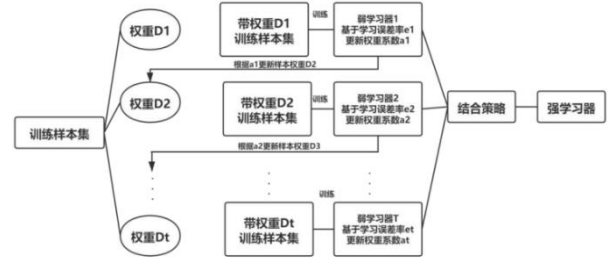 权重D1
带权重D1
训练样本集
训练
弱学习器1
基于学习误差率e1
更新权重系数a1
根据a1更新样本权重D2
权重D2
带权重D2
训练样本集
训练
弱学习器2
基于学习误差率e2
更新权重系数a2
结合策略
强学习器
训练样本集
根据a2更新样本权重D3
训练
权重Dt
带权重Dt
训练样本集
弱学习器T
基于学习误差率et
更新权重系数at